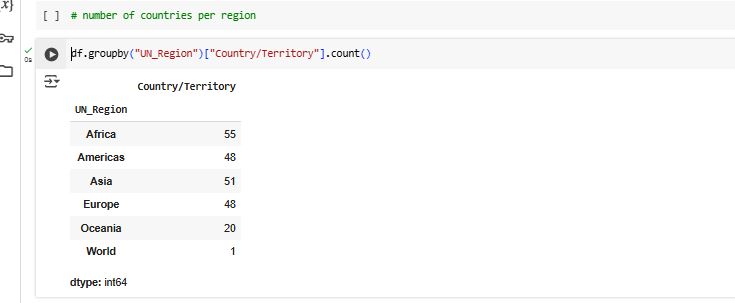 [ ] # number of countries per region
df.groupby("UN_Region")["Country/Territory"].count()
0s
Country/Territory
UN_Region
Africa 55
Americas 48
Asia 51
Europe 48
Oceania 20
World 1
dtype: int64